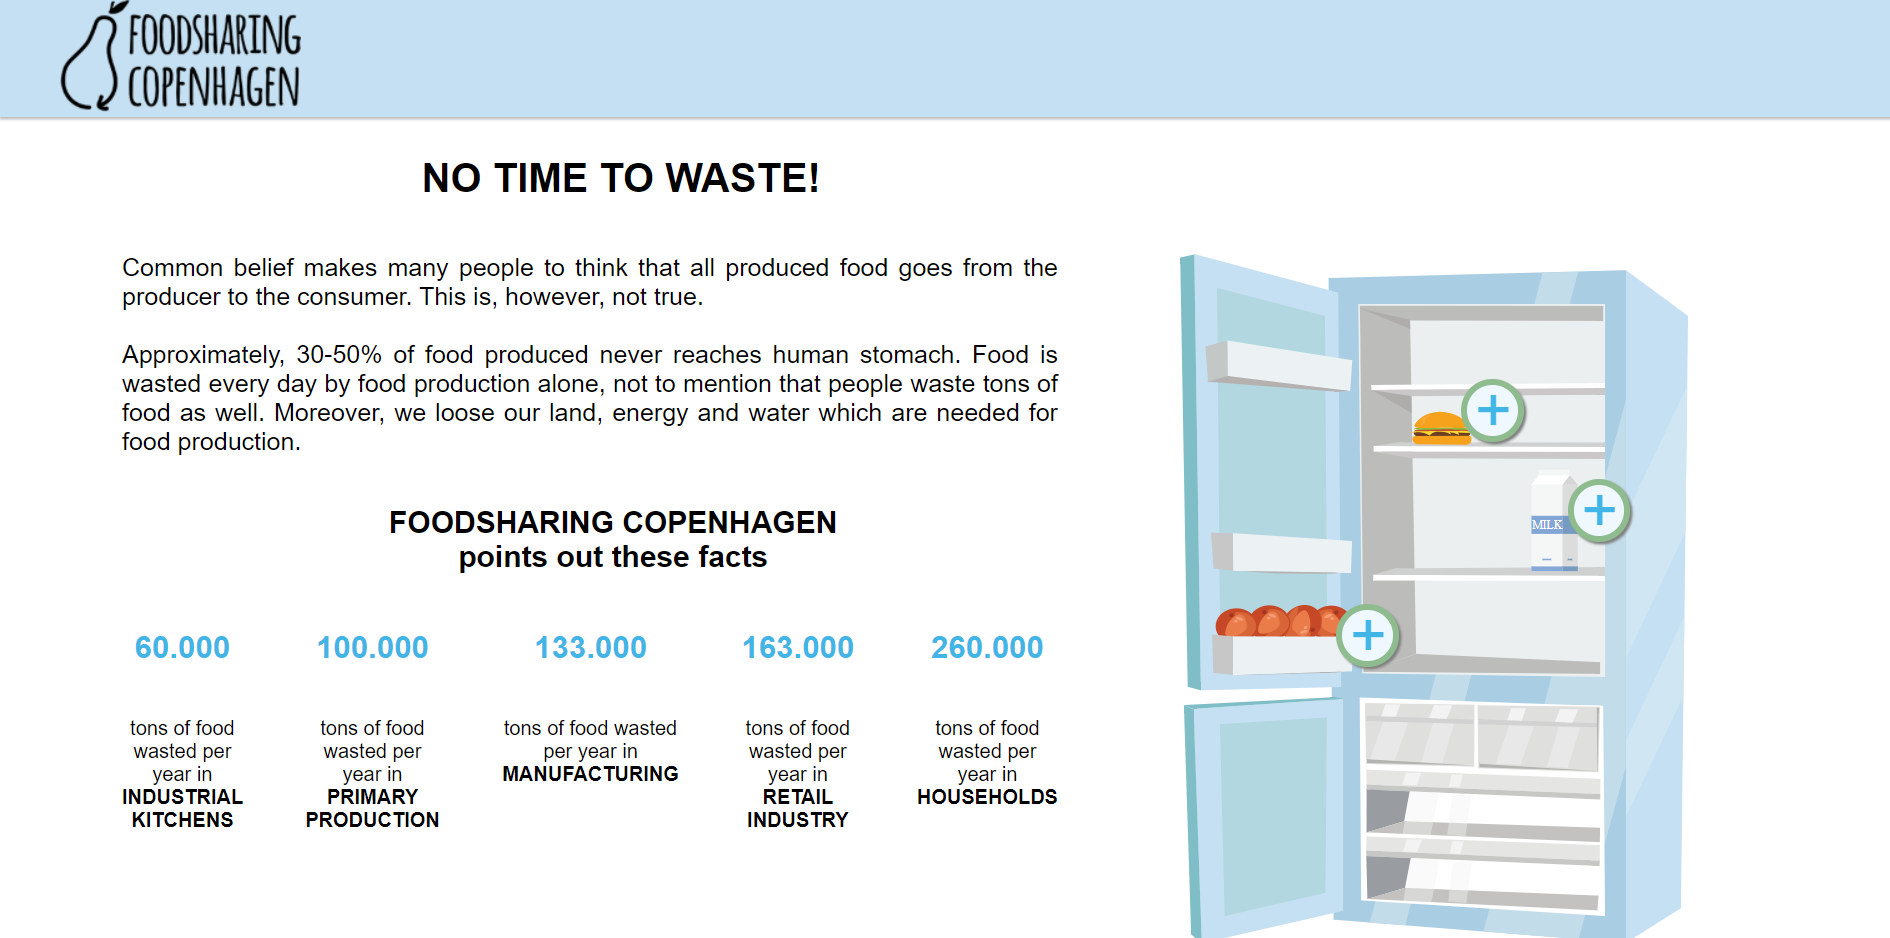 FOODSHARING
COPENHAGEN
NO TIME TO WASTE!
Common belief makes many people to think that all produced food goes from the
producer to the consumer. This is, however, not true.
Approximately, 30-50% of food produced never reaches human stomach. Food is
wasted every day by food production alone, not to mention that people waste tons of
food as well. Moreover, we loose our land, energy and water which are needed for
food production.
FOODSHARING COPENHAGEN
points out these facts
60.000
tons of food
wasted per
year in
INDUSTRIAL
KITCHENS
100.000
tons of food
wasted per
year in
PRIMARY
PRODUCTION
133.000
tons of food wasted
per year in
MANUFACTURING
163.000
tons of food
wasted per
year in
RETAIL
INDUSTRY
260.000
tons of food
wasted per
year in
HOUSEHOLDS
MILK